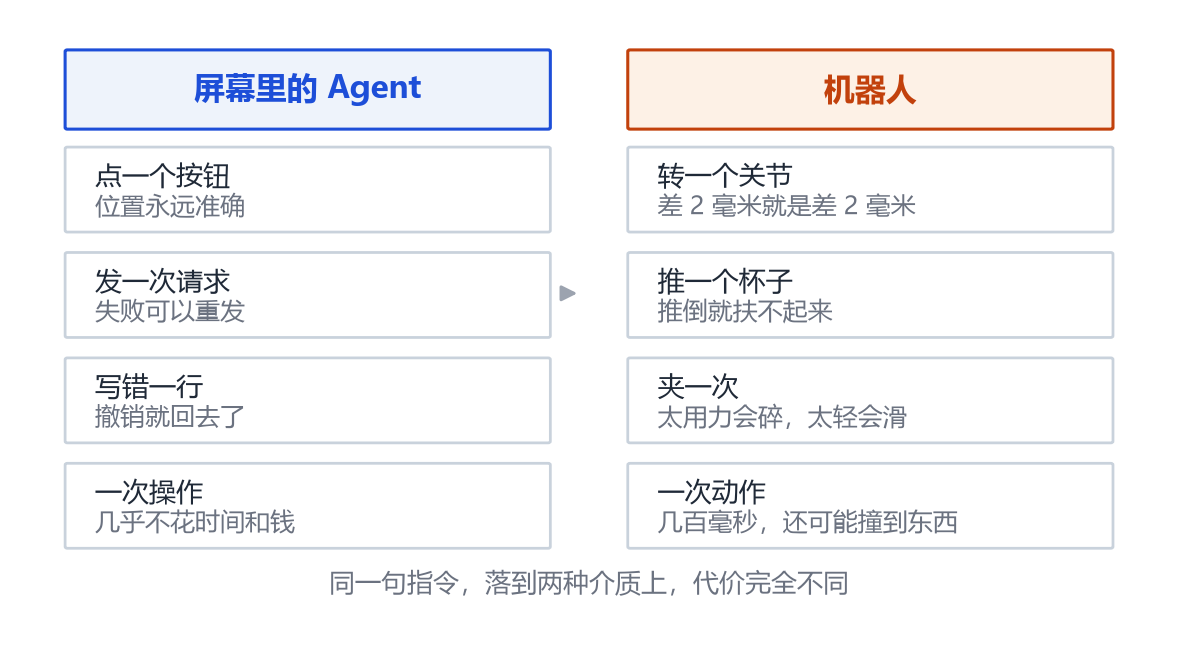 屏幕里的 Agent
机器人
点一个按钮
位置永远准确
转一个关节
差 2 毫米就是差 2 毫米
发一次请求
失败可以重发
推一个杯子
推倒就扶不起来
写错一行
撤销就回去了
夹一次
太用力会碎，太轻会滑
一次操作
几乎不花时间和钱
一次动作
几百毫秒，还可能撞到东西
同一句指令，落到两种介质上，代价完全不同